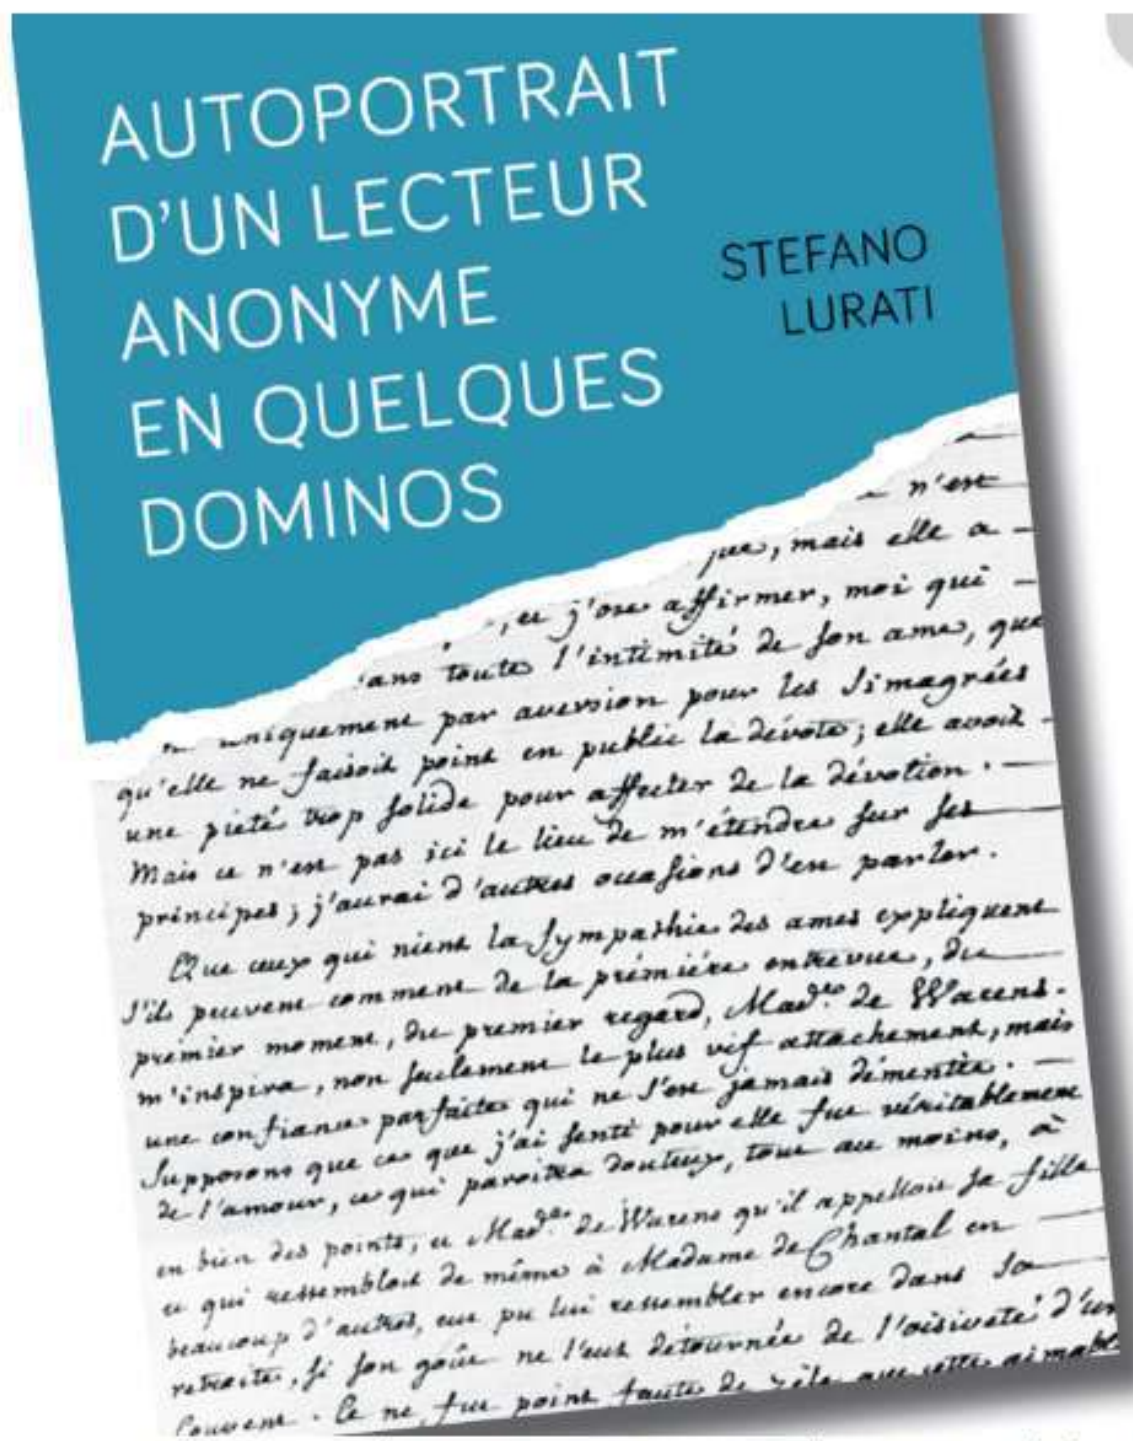 AUTOPORTRAIT
D'UN LECTEUR
ANONYME
EN QUELQUES
DOMINOS
STEFANO
LURATI
n'est
que, mais elle a
, et j'ose affirmer, moi qui
dans toute l'intimité de son ame, que
uniquement par aversion pour les simagrées
qu'elle ne faisoit point en public la dévote; elle avoit
une pieté trop solide pour affecter de la dévotion.
Mais ce n'est pas ici le lieu de m'étendre sur ses
principes; j'aurai d'autres occasions d'en parler.
Que ceux qui nient la sympathie des ames expliquent
s'ils peuvent comment de la prémiére entrevue, du
prémier moment, du premier regard, Made de Warens
m'inspira, non seulement le plus vif attachement, mais
une confiance parfaite qui ne s'est jamais démentie.
Supposons que ce que j'ai senti pour elle fut véritablement
de l'amour, ce qui paroitra douteux, tout au moins, à
en bien des points, et Made de Warens qu'il appelloit sa fille
et qui ressembloit de même à Madame de Chantal en
beaucoup d'autres, eut pu lui ressembler encore dans sa
retraite, si son goût ne l'eut détournée de l'oisiveté d'un
Couvent. Ce ne fut point faute de zèle que cette aimable